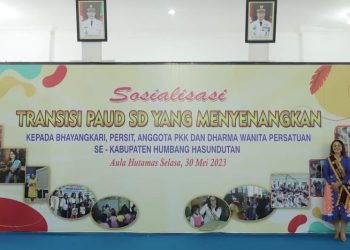 Sosialisasi
TRANSISI PAUD SD YANG MENYENANGKAN
KEPADA BHAYANGKARI, PERSIT, ANGGOTA PKK DAN DHARMA WANITA PERSATUAN
SE - KABUPATEN HUMBANG HASUNDUTAN
Aula Hutamas Selasa, 30 Mei 2023